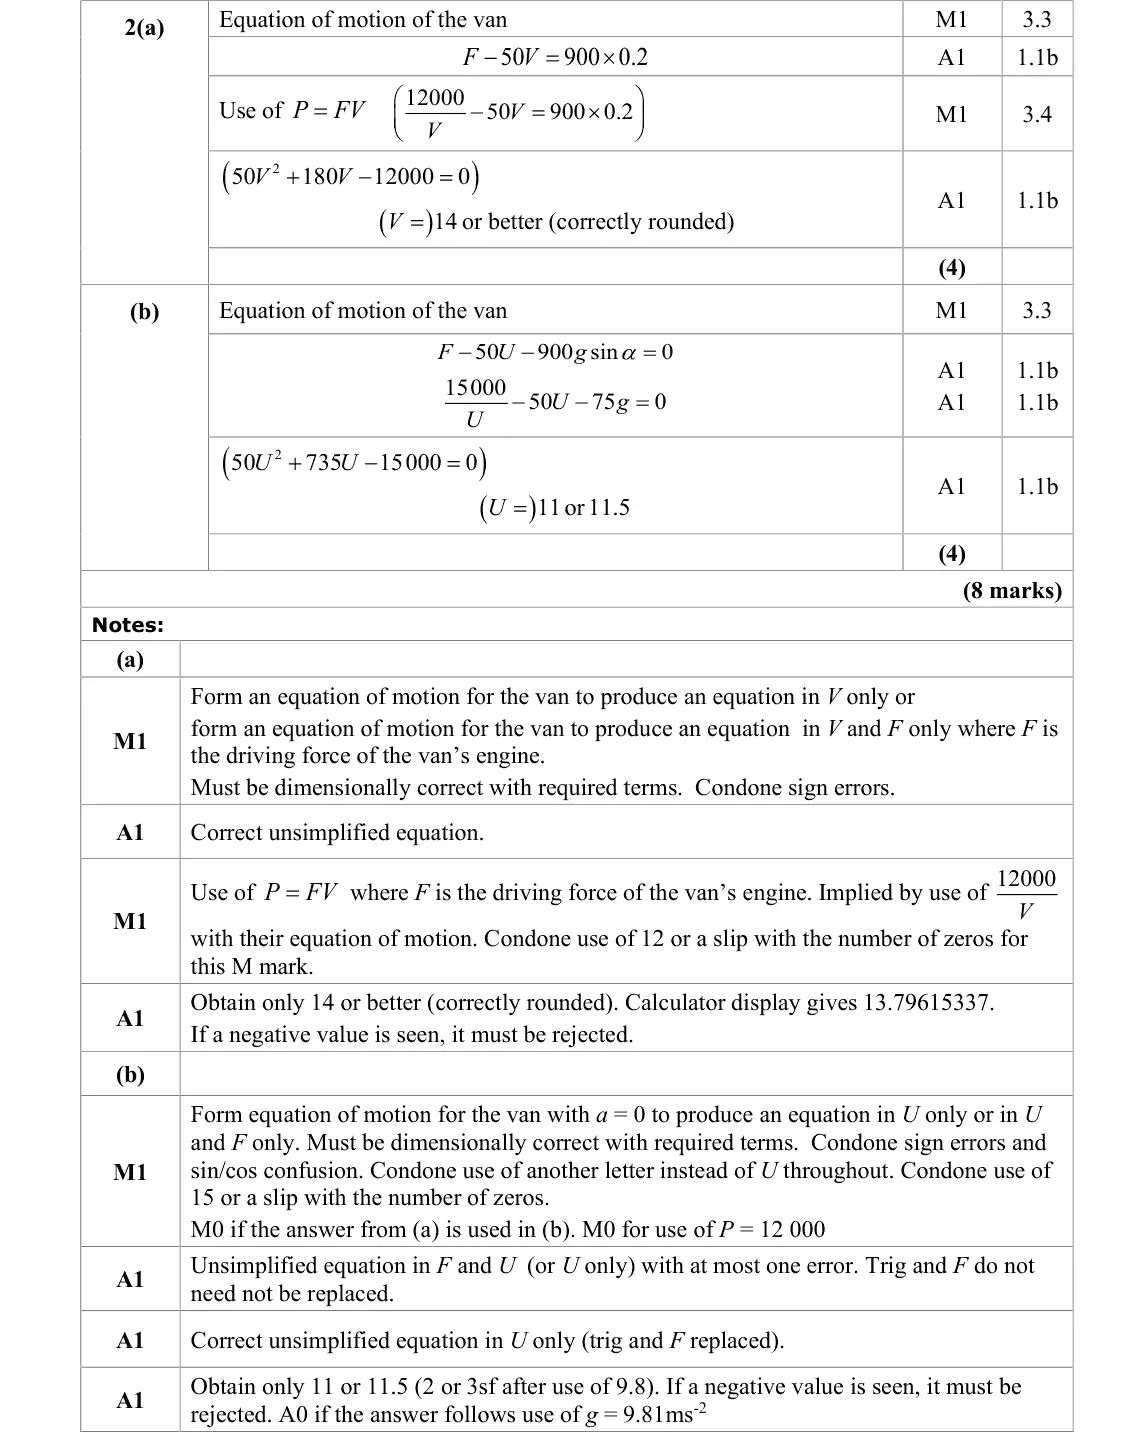 2(a) Equation of motion of the van M1 3.3
F − 50V = 900 × 0.2 A1 1.1b
Use of P = FV (12000/V − 50V = 900 × 0.2) M1 3.4
(50V² + 180V − 12000 = 0)
(V =) 14 or better (correctly rounded) A1 1.1b
(4)
(b) Equation of motion of the van M1 3.3
F − 50U − 900g sin α = 0 A1 1.1b
15000/U − 50U − 75g = 0 A1 1.1b
(50U² + 735U − 15000 = 0)
(U =) 11 or 11.5 A1 1.1b
(4)
(8 marks)
Notes:
(a)
M1 Form an equation of motion for the van to produce an equation in V only or
form an equation of motion for the van to produce an equation in V and F only where F is
the driving force of the van’s engine.
Must be dimensionally correct with required terms. Condone sign errors.
A1 Correct unsimplified equation.
M1 Use of P = FV where F is the driving force of the van’s engine. Implied by use of 12000/V
with their equation of motion. Condone use of 12 or a slip with the number of zeros for
this M mark.
A1 Obtain only 14 or better (correctly rounded). Calculator display gives 13.79615337.
If a negative value is seen, it must be rejected.
(b)
M1 Form equation of motion for the van with a = 0 to produce an equation in U only or in U
and F only. Must be dimensionally correct with required terms. Condone sign errors and
sin/cos confusion. Condone use of another letter instead of U throughout. Condone use of
15 or a slip with the number of zeros.
M0 if the answer from (a) is used in (b). M0 for use of P = 12 000
A1 Unsimplified equation in F and U (or U only) with at most one error. Trig and F do not
need not be replaced.
A1 Correct unsimplified equation in U only (trig and F replaced).
A1 Obtain only 11 or 11.5 (2 or 3sf after use of 9.8). If a negative value is seen, it must be
rejected. A0 if the answer follows use of g = 9.81ms⁻²